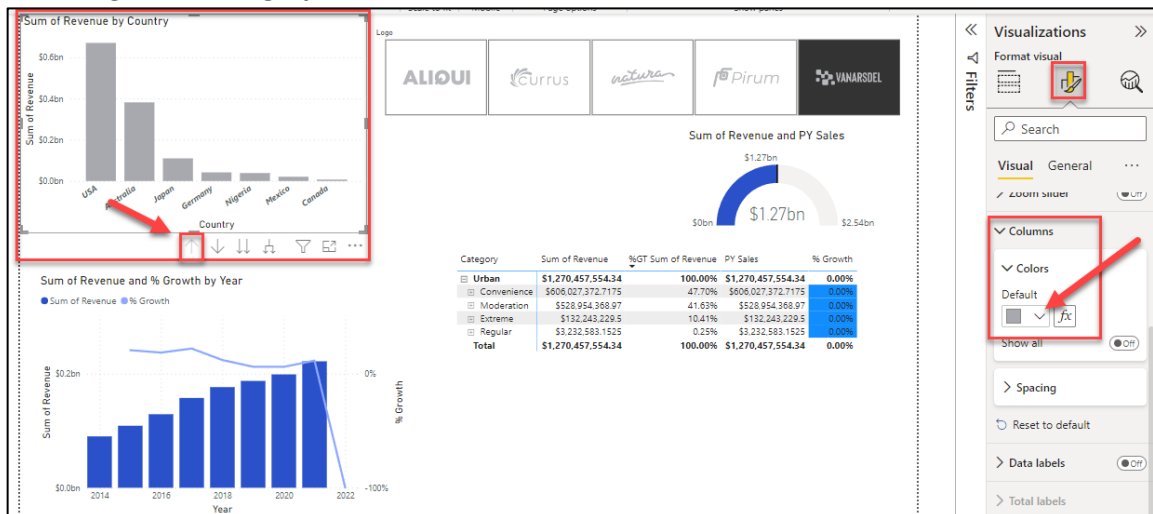 Sum of Revenue by Country
Sum of Revenue
$0.6bn
$0.4bn
$0.2bn
$0.0bn
USA
Australia
Japan
Germany
Nigeria
Mexico
Canada
Country
Logo
ALIQUI
Currus
natura
Pirum
VANARSDEL
Sum of Revenue and PY Sales
$1.27bn
$1.27bn
$0bn
$2.54bn
Sum of Revenue and % Growth by Year
Sum of Revenue % Growth
Sum of Revenue
$0.2bn
$0.0bn
0%
-100%
% Growth
2014 2016 2017 2018 2020 2022
Year
Category Sum of Revenue %GT Sum of Revenue PY Sales % Growth
Urban $1,270,457,554.34 100.00% $1,270,457,554.34 0.00%
Convenience $606,027,372.7175 47.70% $606,027,372.7175 0.00%
Moderation $528,954,368.97 41.63% $528,954,368.97 0.00%
Extreme $132,243,229.5 10.41% $132,243,229.5 0.00%
Regular $3,232,583.1525 0.25% $3,232,583.1525 0.00%
Total $1,270,457,554.34 100.00% $1,270,457,554.34 0.00%
Filters
Visualizations
Format visual
Search
Visual General
Zoom slider Off
Columns
Colors
Default
fx
Show all Off
Spacing
Reset to default
Data labels Off
Total labels